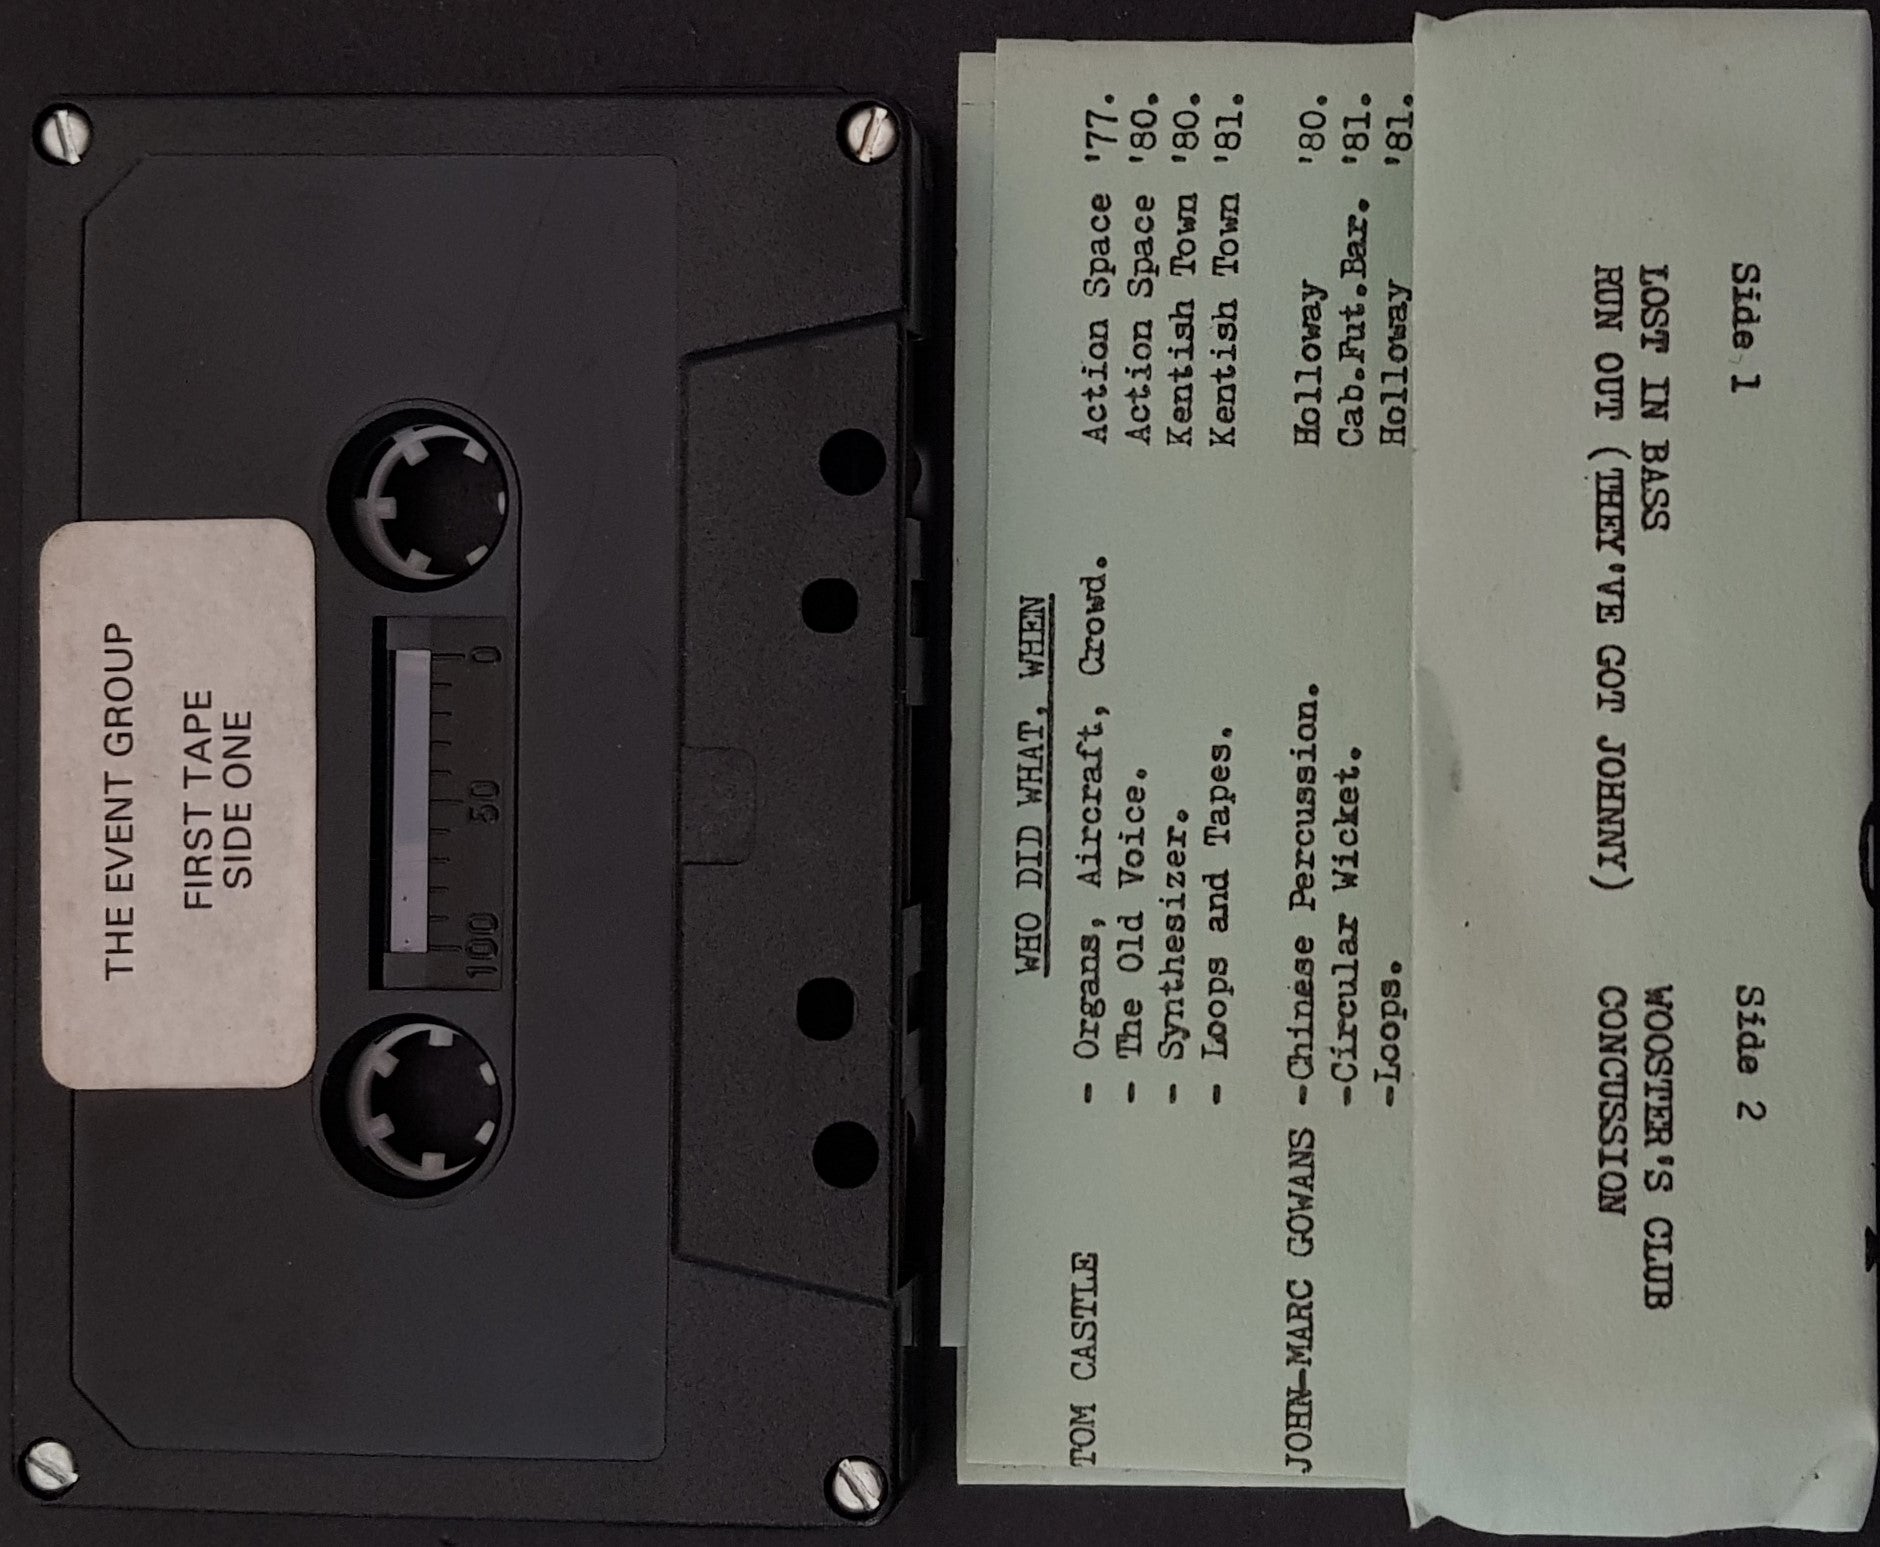 THE EVENT GROUP
FIRST TAPE
SIDE ONE
0
50
100
WHO DID WHAT, WHEN
TOM CASTLE - Organs, Aircraft, Crowd. Action Space '77.
- The Old Voice. Action Space '80.
- Synthesizer. Kentish Town '80.
- Loops and Tapes. Kentish Town '81.
JOHN-MARC GOWANS -Chinese Percussion. Holloway '80.
-Circular Wicket. Cab.Fut.Bar. '81.
-Loops. Holloway '81.
Side 1
LOST IN BASS
RUN OUT (THEY'VE GOT JOHNNY)
Side 2
WOOSTER'S CLUB
CONCUSSION